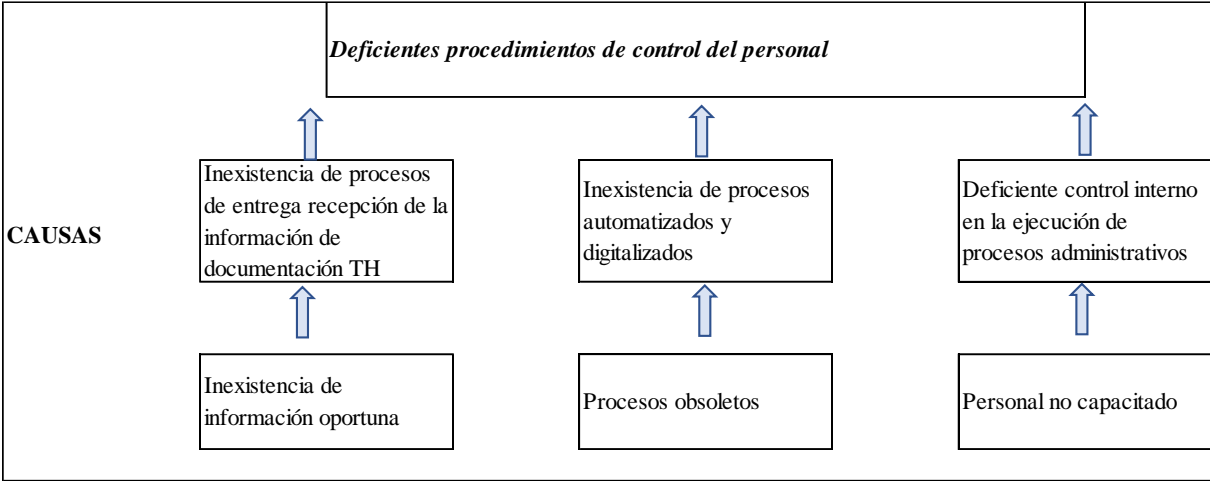 Deficientes procedimientos de control del personal
CAUSAS
Inexistencia de procesos
de entrega recepción de la
información de
documentación TH
Inexistencia de procesos
automatizados y
digitalizados
Deficiente control interno
en la ejecución de
procesos administrativos
Inexistencia de
información oportuna
Procesos obsoletos
Personal no capacitado